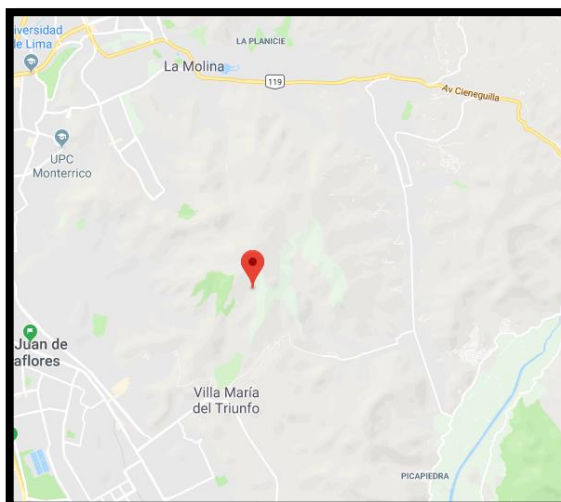 iversidad
de Lima
LA PLANICIE
La Molina
119
Av Cieneguilla
UPC
Monterrico
Juan de
aflores
Villa María
del Triunfo
PICAPIEDRA